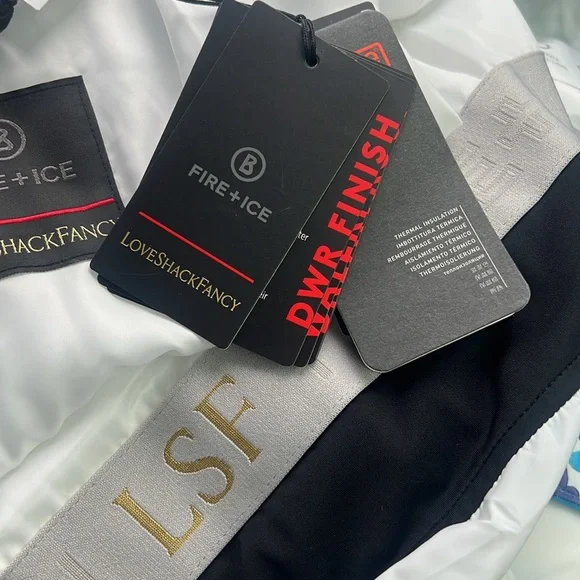 B
FIRE+ICE
LOVESHACKFANCY
B
FIRE+ICE
LOVESHACKFANCY
DWR FINISH
THERMAL INSULATION
IMBOTTITURA TERMICA
REMBOURRAGE THERMIQUE
AISLAMIENTO TÉRMICO
ISOLAMENTO TÉRMICO
THERMOISOLIERUNG
LSF